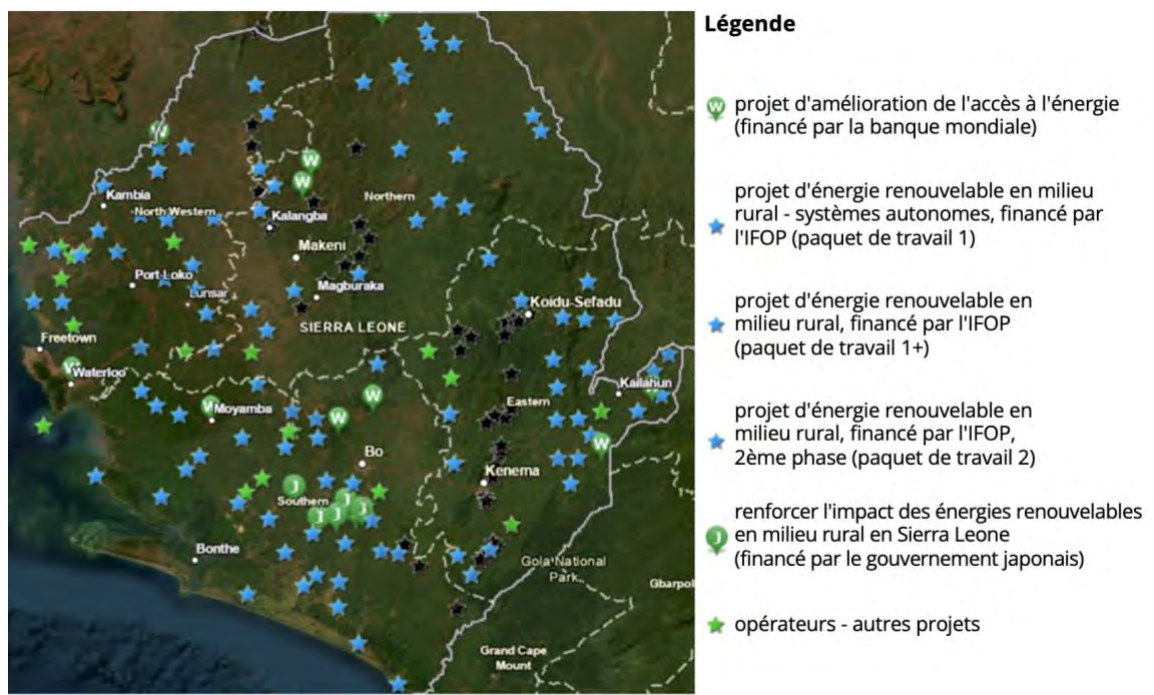 Légende
projet d'amélioration de l'accès à l'énergie
(financé par la banque mondiale)
projet d'énergie renouvelable en milieu
rural - systèmes autonomes, financé par
l'IFOP (paquet de travail 1)
projet d'énergie renouvelable en
milieu rural, financé par l'IFOP
(paquet de travail 1+)
projet d'énergie renouvelable en
milieu rural, financé par l'IFOP,
2ème phase (paquet de travail 2)
renforcer l'impact des énergies renouvelables
en milieu rural en Sierra Leone
(financé par le gouvernement japonais)
opérateurs - autres projets
W
J
W
W
W
Kambia
Northern
North Western
Kalangba
Makeni
Port Loko
Magburaka
Lunsar
Koidu-Sefadu
SIERRA LEONE
Freetown
W
Waterloo
Kailahun
W
W
Moyamba
Eastern
W
W
Bo
Kenema
J
Southern
J
J
J
J
Bonthe
Gola National
Park
Gbarpol
Grand Cape
Mount